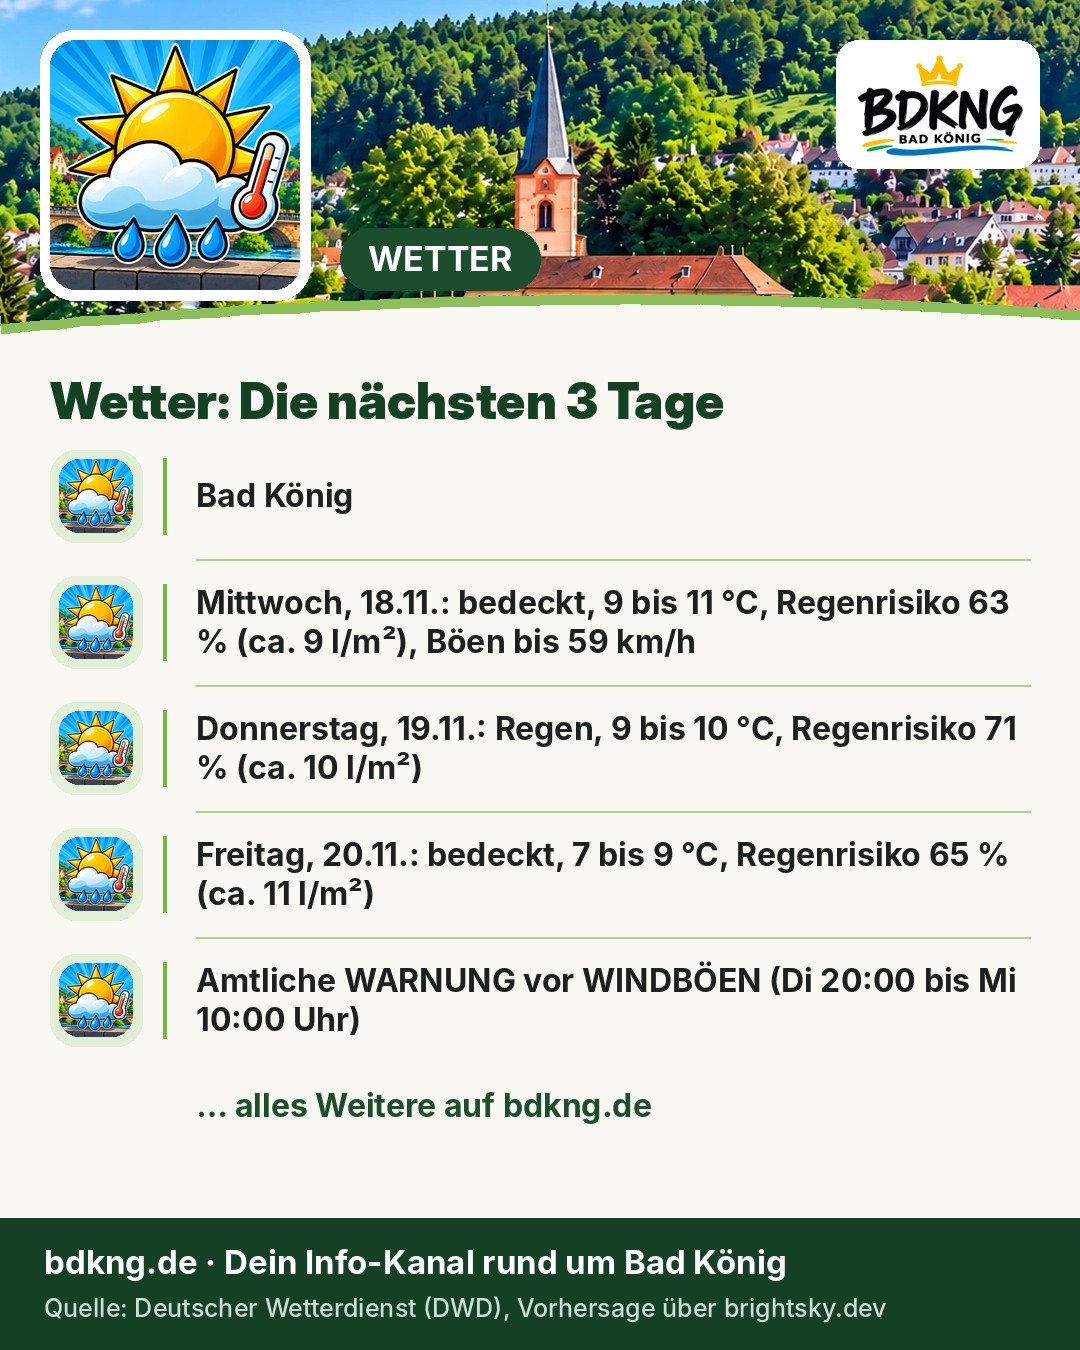 BDKNG
BAD KÖNIG
WETTER
Wetter: Die nächsten 3 Tage
Bad König
Mittwoch, 18.11.: bedeckt, 9 bis 11 °C, Regenrisiko 63
% (ca. 9 l/m²), Böen bis 59 km/h
Donnerstag, 19.11.: Regen, 9 bis 10 °C, Regenrisiko 71
% (ca. 10 l/m²)
Freitag, 20.11.: bedeckt, 7 bis 9 °C, Regenrisiko 65 %
(ca. 11 l/m²)
Amtliche WARNUNG vor WINDBÖEN (Di 20:00 bis Mi
10:00 Uhr)
... alles Weitere auf bdkng.de
bdkng.de · Dein Info-Kanal rund um Bad König
Quelle: Deutscher Wetterdienst (DWD), Vorhersage über brightsky.dev